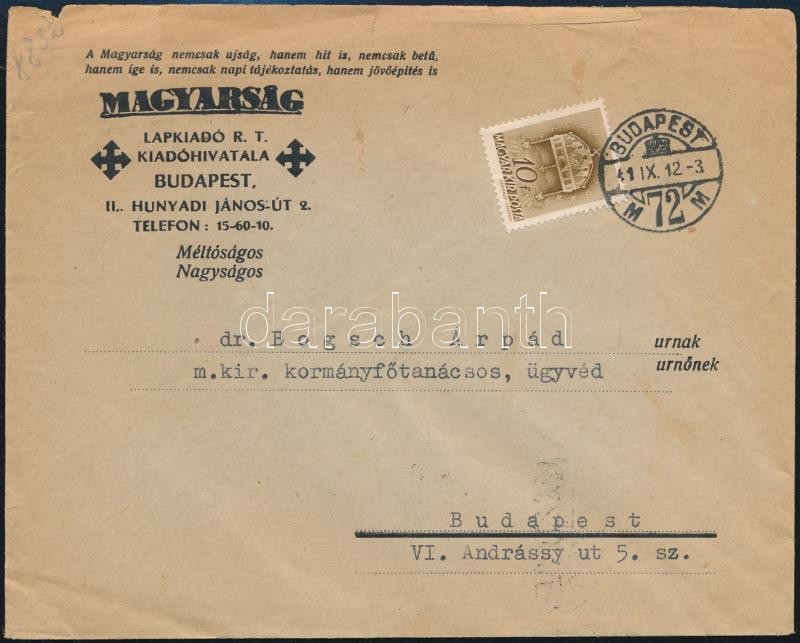 A Magyarság nemcsak ujság, hanem hit is, nemcsak betű,
hanem ige is, nemcsak napi tájékoztatás, hanem jövőépités is
MAGYARSÁG
LAPKIADÓ R. T.
KIADÓHIVATALA
BUDAPEST,
II., HUNYADI JÁNOS-ÚT 2.
TELEFON : 15-60-10.
Méltóságos
Nagyságos
10 f
MAGYAR KIR. POSTA
BUDAPEST
41 IX. 12 -3
M 72 M
darabanth
dr. Bogsch Árpád urnak
m.kir. kormányfőtanácsos, ügyvéd urnőnek
Budapest
VI. Andrássy ut 5. sz.